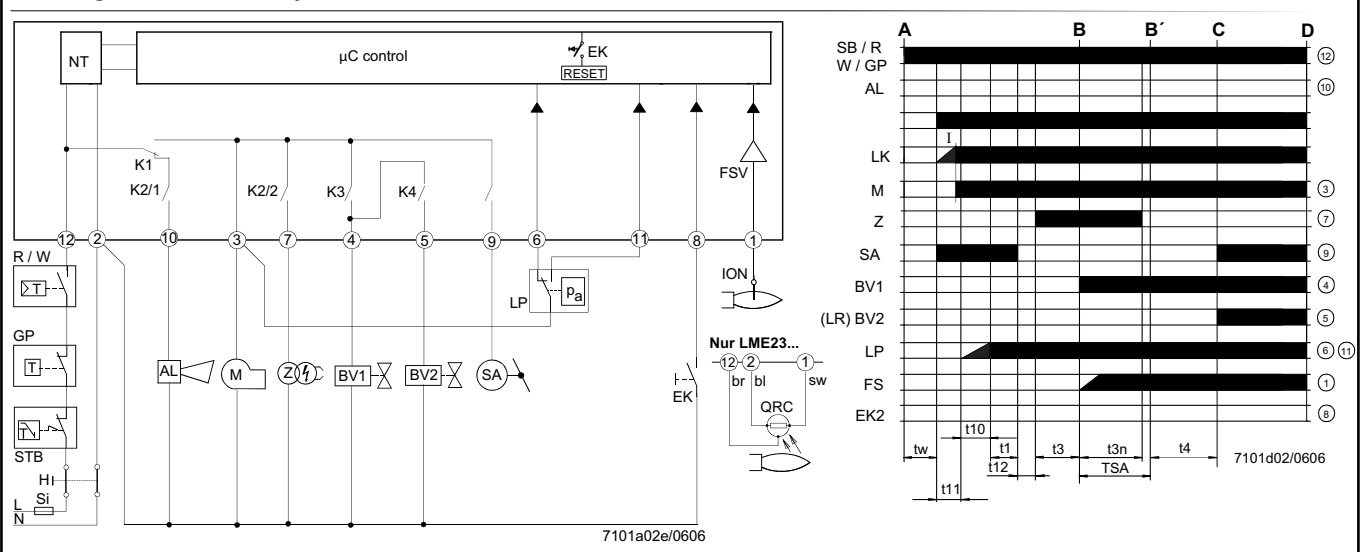 NT
µC control
EK
RESET
FSV
K1
K2/1
K2/2
K3
K4
12
2
10
3
7
4
5
9
6
11
8
1
R / W
T
GP
T
STB
H
Si
L
N
AL
M
Z
BV1
BV2
SA
LP
pa
ION
EK
Nur LME23...
12
2
1
br
bl
sw
QRC
7101a02e/0606
A
B
B´
C
D
SB / R
W / GP
12
AL
10
I
LK
M
3
Z
7
SA
9
BV1
4
(LR) BV2
5
LP
6
11
FS
1
EK2
8
t10
tw
t1
t3
t3n
t4
t12
TSA
t11
7101d02/0606